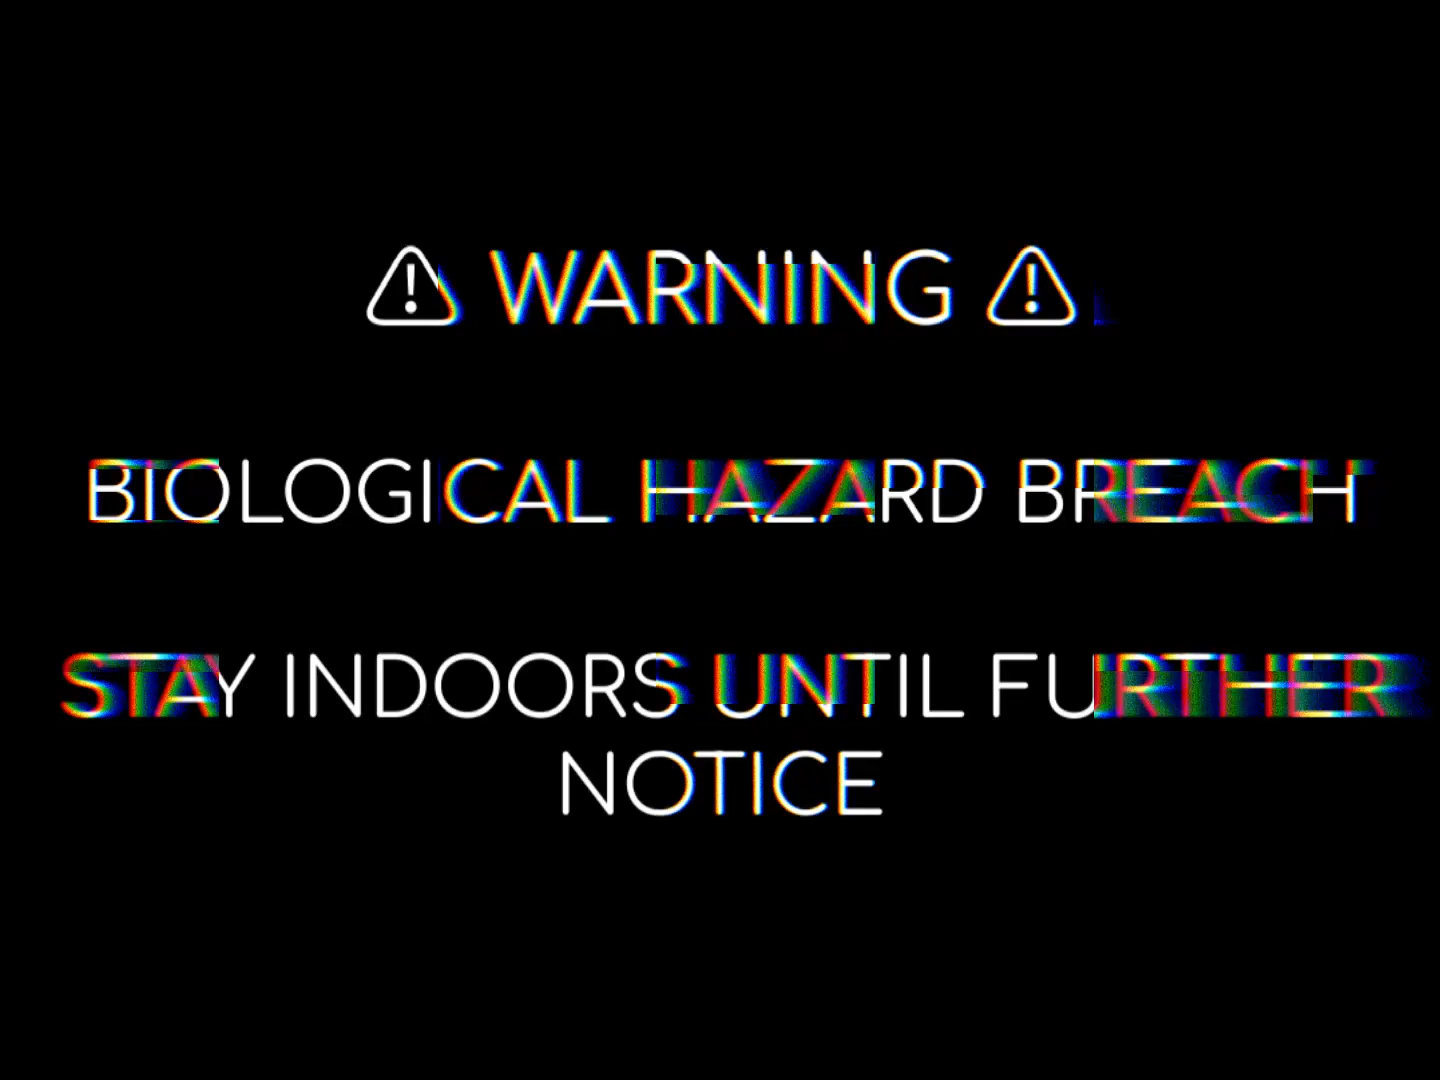 ⚠ WARNING ⚠
BIOLOGICAL HAZARD BREACH
STAY INDOORS UNTIL FURTHER
NOTICE